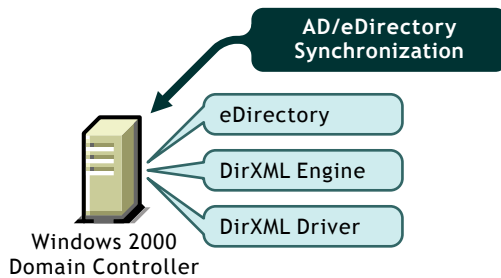 AD/eDirectory
Synchronization
eDirectory
DirXML Engine
DirXML Driver
Windows 2000
Domain Controller